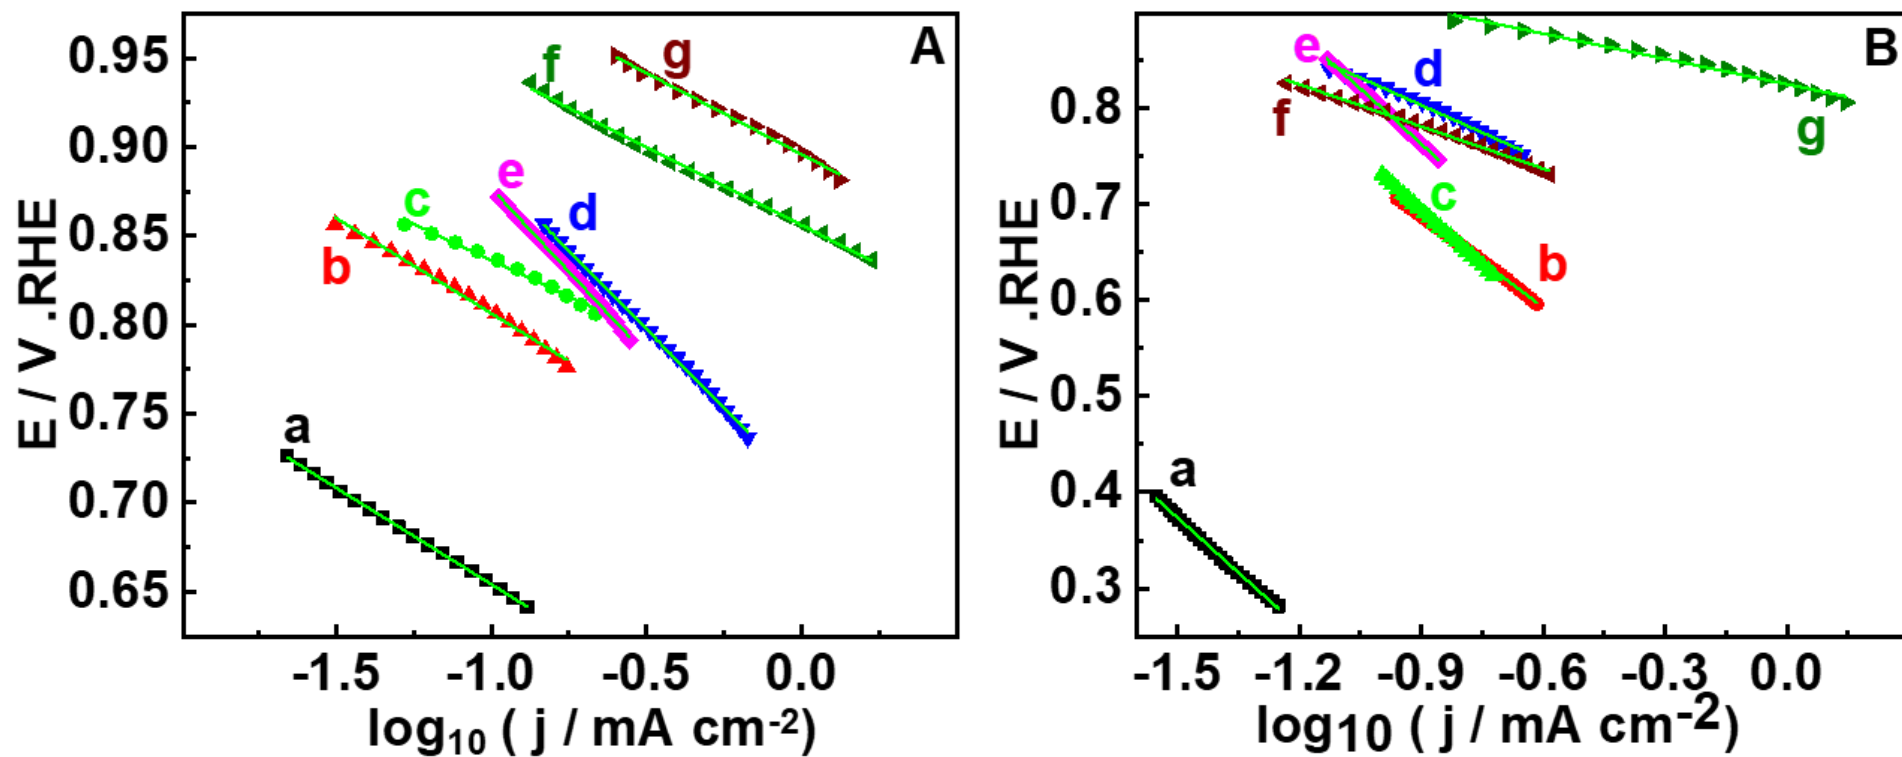 A
0.95
0.90
0.85
0.80
0.75
0.70
0.65
E / V .RHE
f
g
e
c
d
b
a
-1.5 -1.0 -0.5 0.0
log10 ( j / mA cm-2)
B
0.8
0.7
0.6
0.5
0.4
0.3
E / V .RHE
e
d
f
g
c
b
a
-1.5 -1.2 -0.9 -0.6 -0.3 0.0
log10 ( j / mA cm-2)